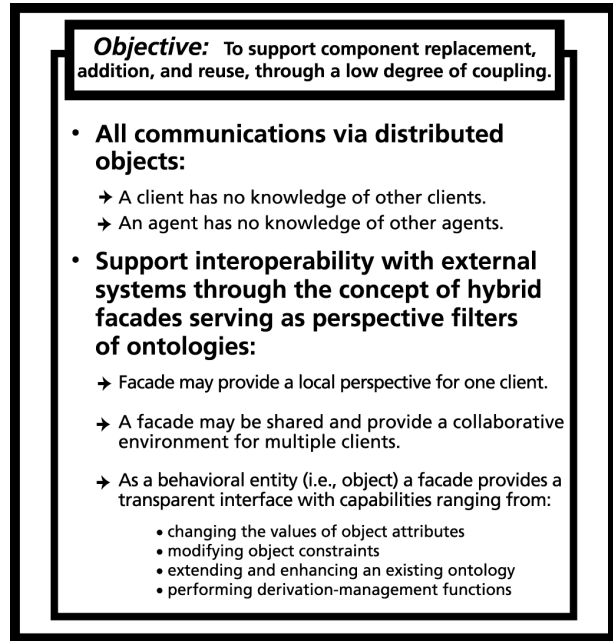 Objective: To support component replacement,
addition, and reuse, through a low degree of coupling.
• All communications via distributed
objects:
➔ A client has no knowledge of other clients.
➔ An agent has no knowledge of other agents.
• Support interoperability with external
systems through the concept of hybrid
facades serving as perspective filters
of ontologies:
➔ Facade may provide a local perspective for one client.
➔ A facade may be shared and provide a collaborative
environment for multiple clients.
➔ As a behavioral entity (i.e., object) a facade provides a
transparent interface with capabilities ranging from:
• changing the values of object attributes
• modifying object constraints
• extending and enhancing an existing ontology
• performing derivation-management functions